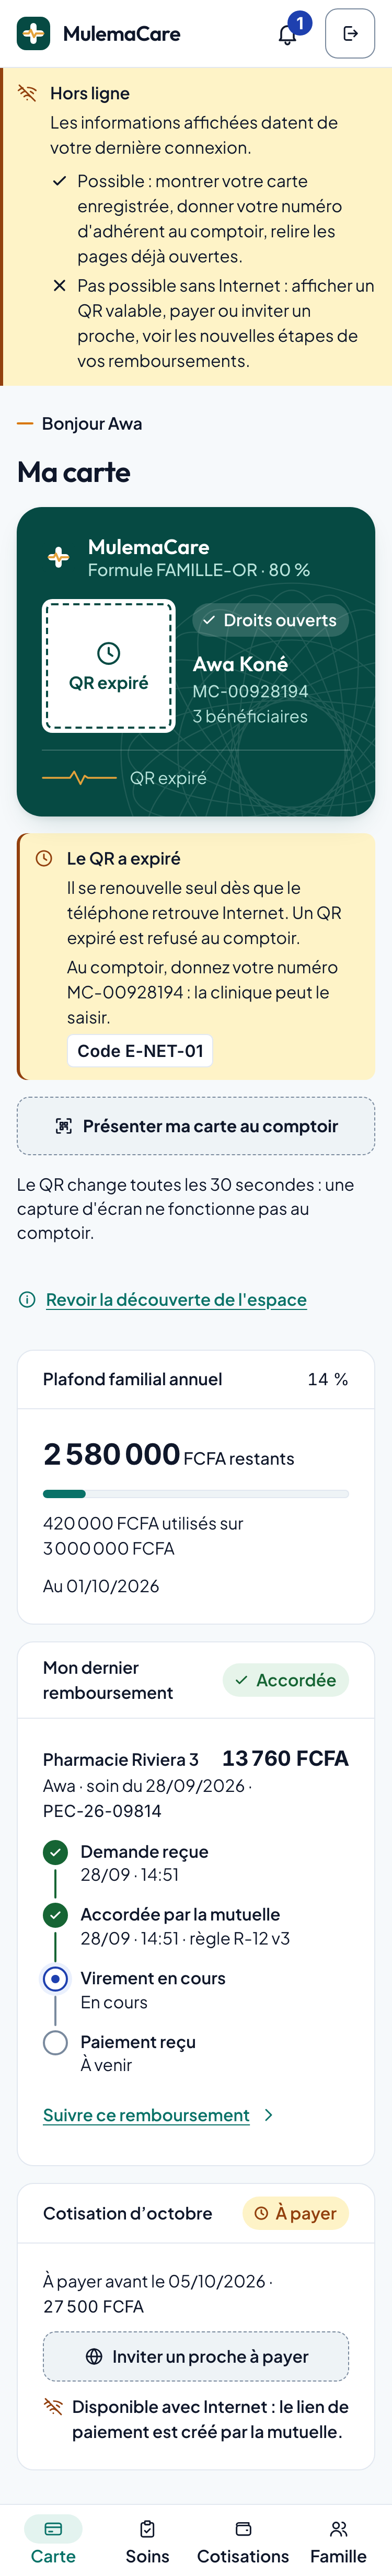 MulemaCare
1
Hors ligne
Les informations affichées datent de
votre dernière connexion.
Possible : montrer votre carte
enregistrée, donner votre numéro
d'adhérent au comptoir, relire les
pages déjà ouvertes.
Pas possible sans Internet : afficher un
QR valable, payer ou inviter un
proche, voir les nouvelles étapes de
vos remboursements.
Bonjour Awa
Ma carte
MulemaCare
Formule FAMILLE-OR · 80 %
QR expiré
Droits ouverts
Awa Koné
MC-00928194
3 bénéficiaires
QR expiré
Le QR a expiré
Il se renouvelle seul dès que le
téléphone retrouve Internet. Un QR
expiré est refusé au comptoir.
Au comptoir, donnez votre numéro
MC-00928194 : la clinique peut le
saisir.
Code E-NET-01
Présenter ma carte au comptoir
Le QR change toutes les 30 secondes : une
capture d'écran ne fonctionne pas au
comptoir.
Revoir la découverte de l'espace
Plafond familial annuel
14 %
2 580 000 FCFA restants
420 000 FCFA utilisés sur
3 000 000 FCFA
Au 01/10/2026
Mon dernier
remboursement
Accordée
Pharmacie Riviera 3
13 760 FCFA
Awa · soin du 28/09/2026 ·
PEC-26-09814
Demande reçue
28/09 · 14:51
Accordée par la mutuelle
28/09 · 14:51 · règle R-12 v3
Virement en cours
En cours
Paiement reçu
À venir
Suivre ce remboursement
Cotisation d’octobre
À payer
À payer avant le 05/10/2026 ·
27 500 FCFA
Inviter un proche à payer
Disponible avec Internet : le lien de
paiement est créé par la mutuelle.
Carte
Soins
Cotisations
Famille